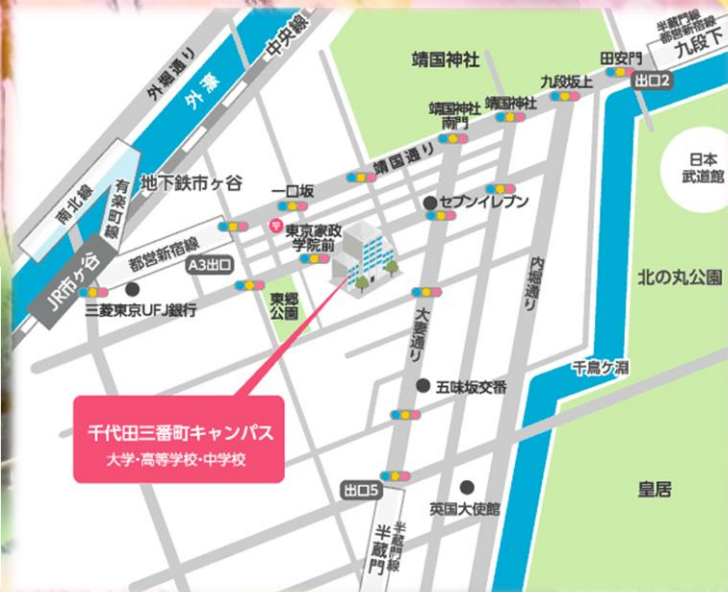 外堀通り
外濠
中央線
靖国神社
田安門
半蔵門線
都営新宿線
九段下
出口2
九段坂上
靖国神社
南門
靖国神社
日本
武道館
南北線
有楽町線
地下鉄市ヶ谷
靖国通り
一口坂
セブンイレブン
東京家政
学院前
都営新宿線
A3出口
JR市ヶ谷
三菱東京UFJ銀行
東郷
公園
内堀通り
北の丸公園
大妻通り
千鳥ケ淵
五味坂交番
千代田三番町キャンパス
大学・高等学校・中学校
出口5
英国大使館
皇居
半蔵門線
半蔵門